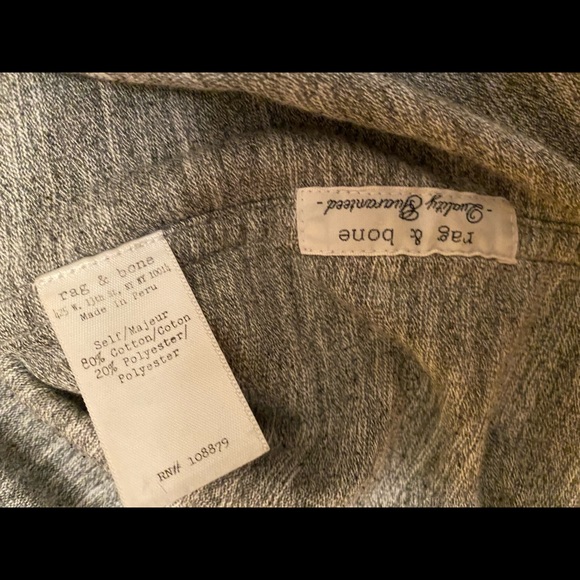 rag & bone
425 W. 13th St. NY NY 10014
Made in Peru
Self/Majeur
80% Cotton/Coton
20% Polyester/
Polyester
RN# 108879
rag & bone
-Quality Guaranteed-